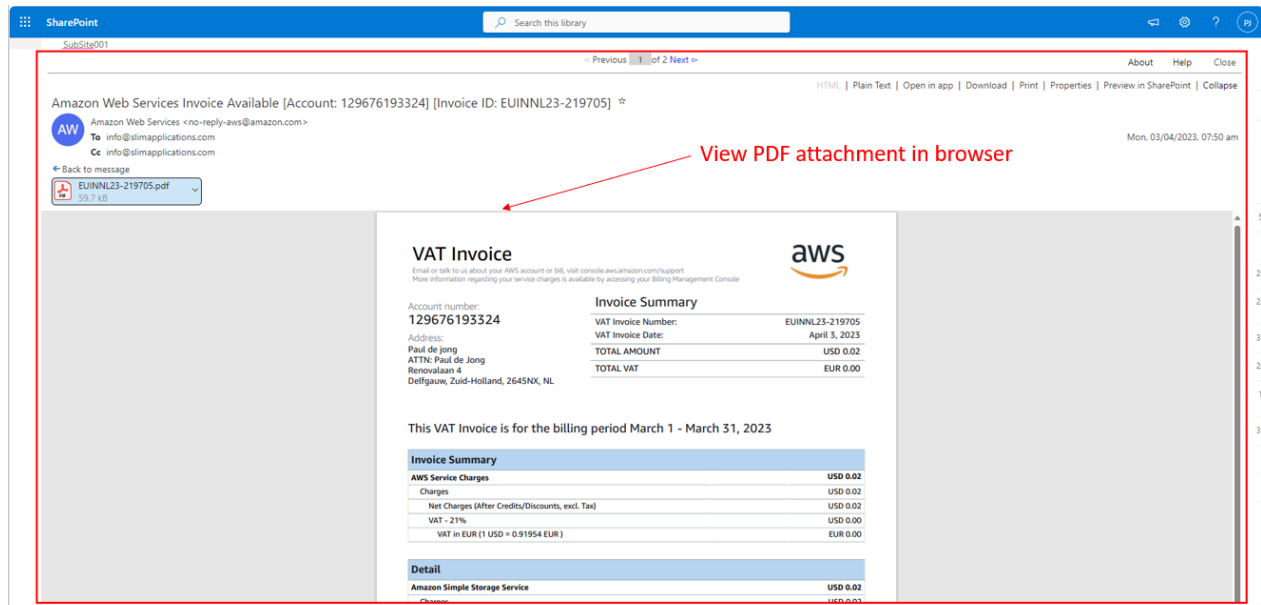 SharePoint
Search this library
PJ
SubSite001
Previous 1 of 2 Next
About Help Close
HTML | Plain Text | Open in app | Download | Print | Properties | Preview in SharePoint | Collapse
Amazon Web Services Invoice Available [Account: 129676193324] [Invoice ID: EUINNL23-219705]
AW
Amazon Web Services <no-reply-aws@amazon.com>
To info@slimapplications.com
Mon, 03/04/2023, 07:50 am
Cc info@slimapplications.com
Back to message
View PDF attachment in browser
EUINNL23-219705.pdf
59.7 kB
VAT Invoice
aws
Email or talk to us about your AWS account or bill, visit console.aws.amazon.com/support
More information regarding your service charges is available by accessing your Billing Management Console
Account number:
129676193324
Address:
Paul de jong
ATTN: Paul de Jong
Renovalaan 4
Delfgauw, Zuid-Holland, 2645NX, NL
Invoice Summary
VAT Invoice Number: EUINNL23-219705
VAT Invoice Date: April 3, 2023
TOTAL AMOUNT USD 0.02
TOTAL VAT EUR 0.00
This VAT Invoice is for the billing period March 1 - March 31, 2023
Invoice Summary
AWS Service Charges USD 0.02
Charges USD 0.02
Net Charges (After Credits/Discounts, excl. Tax) USD 0.02
VAT - 21% USD 0.00
VAT in EUR (1 USD = 0.91954 EUR ) EUR 0.00
Detail
Amazon Simple Storage Service USD 0.02
Charges USD 0.02